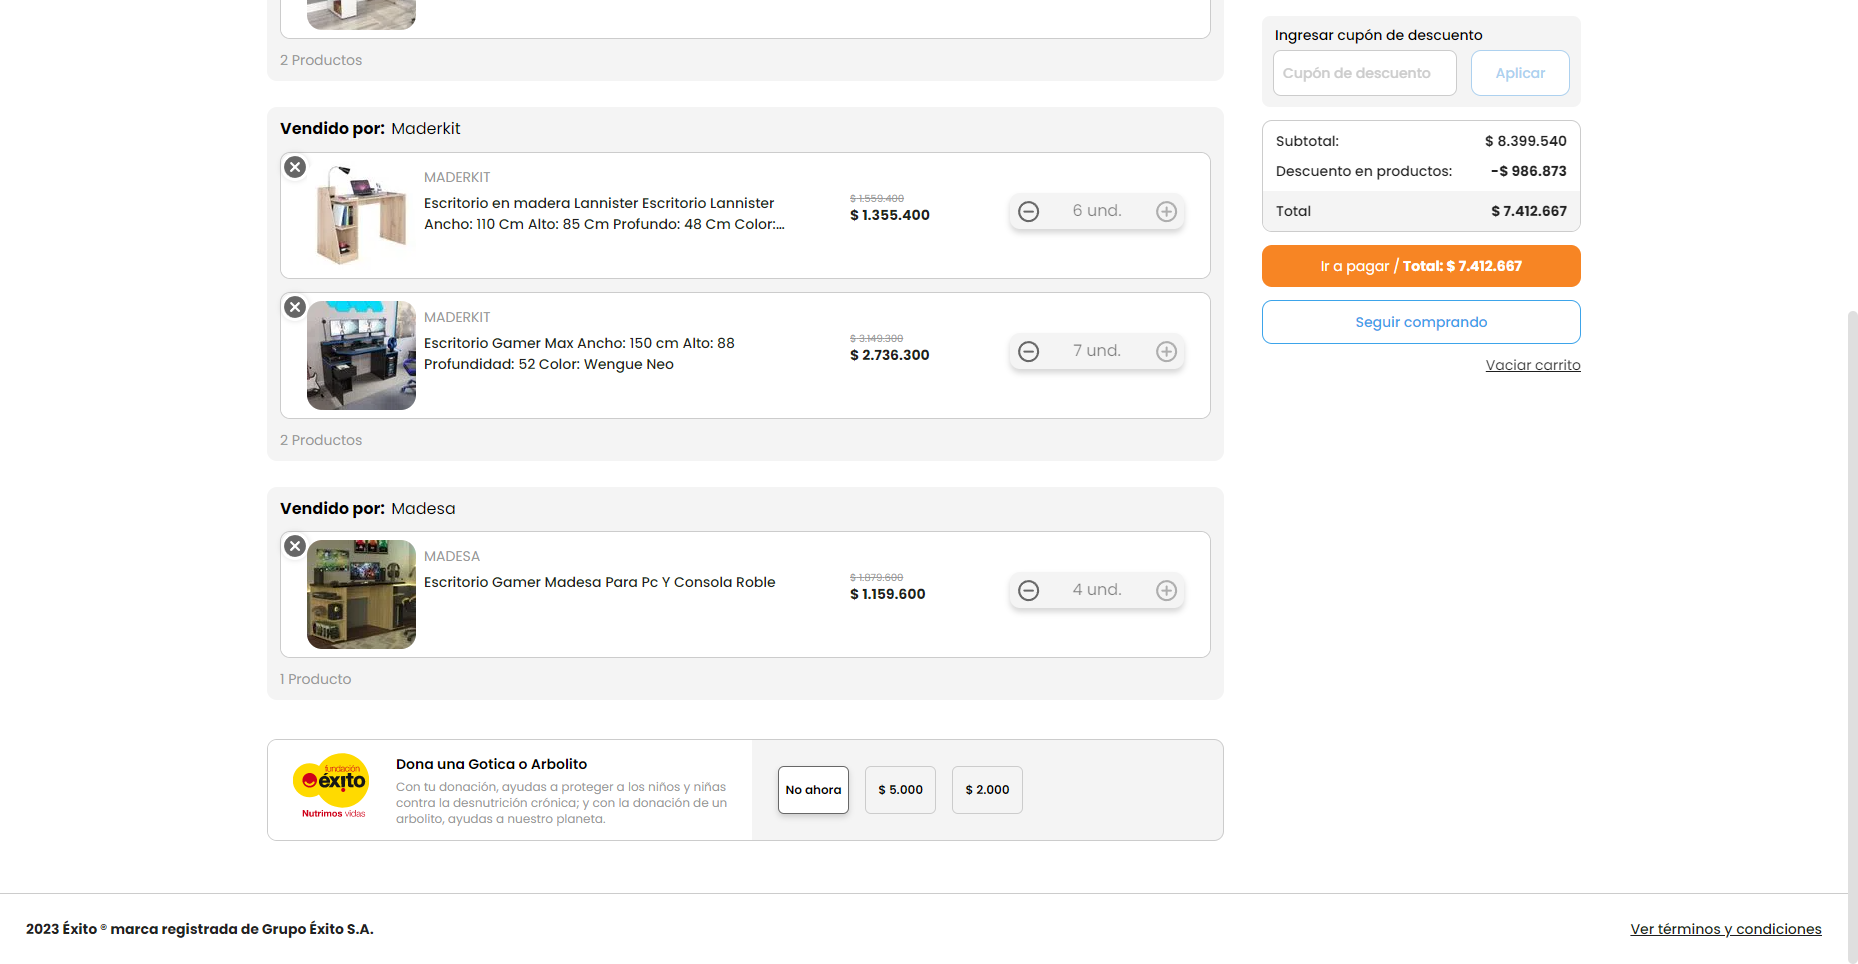 2 Productos
Vendido por: Maderkit
MADERKIT
Escritorio en madera Lannister Escritorio Lannister
Ancho: 110 Cm Alto: 85 Cm Profundo: 48 Cm Color:...
$ 1.559.400
$ 1.355.400
6 und.
MADERKIT
Escritorio Gamer Max Ancho: 150 cm Alto: 88
Profundidad: 52 Color: Wengue Neo
$ 3.149.300
$ 2.736.300
7 und.
2 Productos
Vendido por: Madesa
MADESA
Escritorio Gamer Madesa Para Pc Y Consola Roble
$ 1.879.600
$ 1.159.600
4 und.
1 Producto
fundación
éxito
Nutrimos vidas
Dona una Gotica o Arbolito
Con tu donación, ayudas a proteger a los niños y niñas
contra la desnutrición crónica; y con la donación de un
arbolito, ayudas a nuestro planeta.
No ahora
$ 5.000
$ 2.000
Ingresar cupón de descuento
Cupón de descuento
Aplicar
Subtotal: $ 8.399.540
Descuento en productos: -$ 986.873
Total $ 7.412.667
Ir a pagar / Total: $ 7.412.667
Seguir comprando
Vaciar carrito
2023 Éxito ® marca registrada de Grupo Éxito S.A.
Ver términos y condiciones